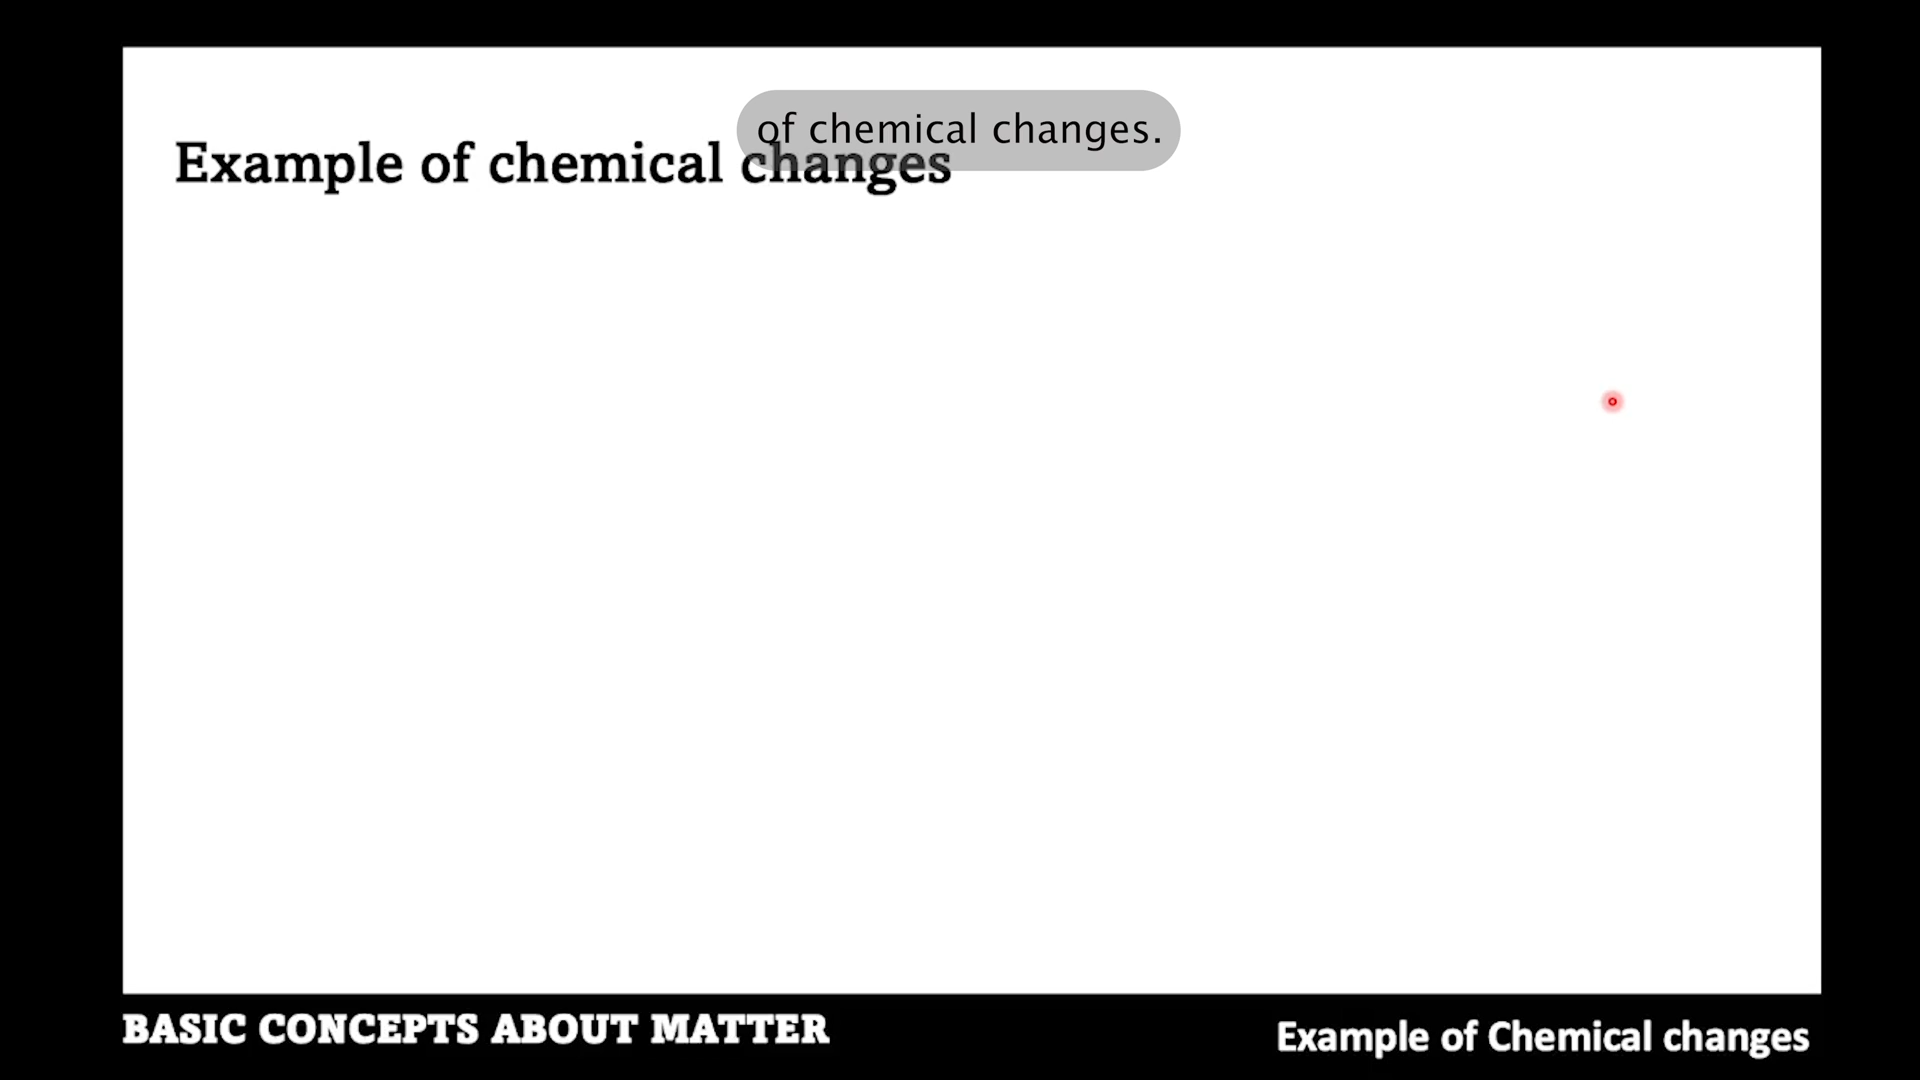 of chemical changes.
Example of chemical changes
BASIC CONCEPTS ABOUT MATTER
Example of Chemical changes